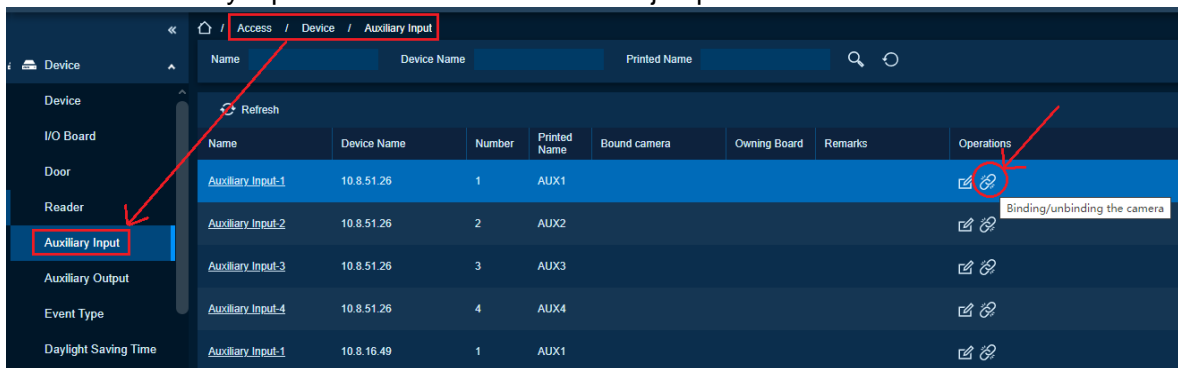 / Access / Device / Auxiliary Input
Device
Device
I/O Board
Door
Reader
Auxiliary Input
Auxiliary Output
Event Type
Daylight Saving Time
Name Device Name Printed Name
Refresh
Name Device Name Number Printed Name Bound camera Owning Board Remarks Operations
Auxiliary Input-1 10.8.51.26 1 AUX1
Binding/unbinding the camera
Auxiliary Input-2 10.8.51.26 2 AUX2
Auxiliary Input-3 10.8.51.26 3 AUX3
Auxiliary Input-4 10.8.51.26 4 AUX4
Auxiliary Input-1 10.8.16.49 1 AUX1